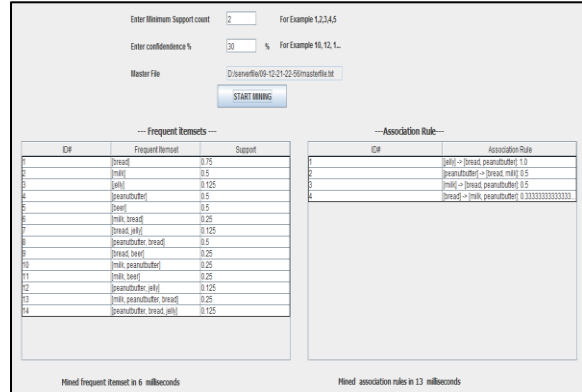 Enter Minimum Support count 2 For Example 1,2,3,4,5
Enter confidendence % 30 % For Example 10, 12, 1...
Master File D:/serverfile/09-12-21-22-56/masterfile.txt
START MINING
--- Frequent itemsets ---
ID# Frequent Itemset Support
1 [bread] 0.75
2 [milk] 0.5
3 [jelly] 0.125
4 [peanutbutter] 0.5
5 [beer] 0.5
6 [milk, bread] 0.25
7 [bread, jelly] 0.125
8 [peanutbutter, bread] 0.5
9 [bread, beer] 0.25
10 [milk, peanutbutter] 0.25
11 [milk, beer] 0.25
12 [peanutbutter, jelly] 0.125
13 [milk, peanutbutter, bread] 0.25
14 [peanutbutter, bread, jelly] 0.125
Mined frequent itemset in 6 milliseconds
---Association Rule---
ID# Association Rule
1 [jelly] -> [bread, peanutbutter]; 1.0
2 [peanutbutter] -> [bread, milk]; 0.5
3 [milk] -> [bread, peanutbutter]; 0.5
4 [bread] -> [milk, peanutbutter]; 0.33333333333333...
Mined association rules in 13 milliseconds